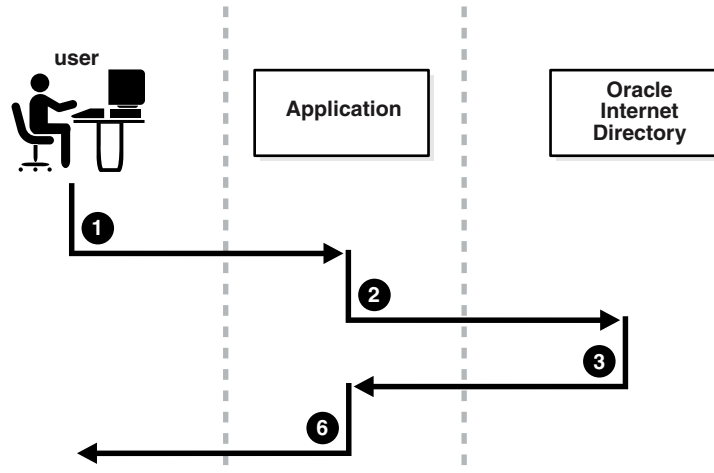 user
Application
Oracle
Internet
Directory
1
2
3
6